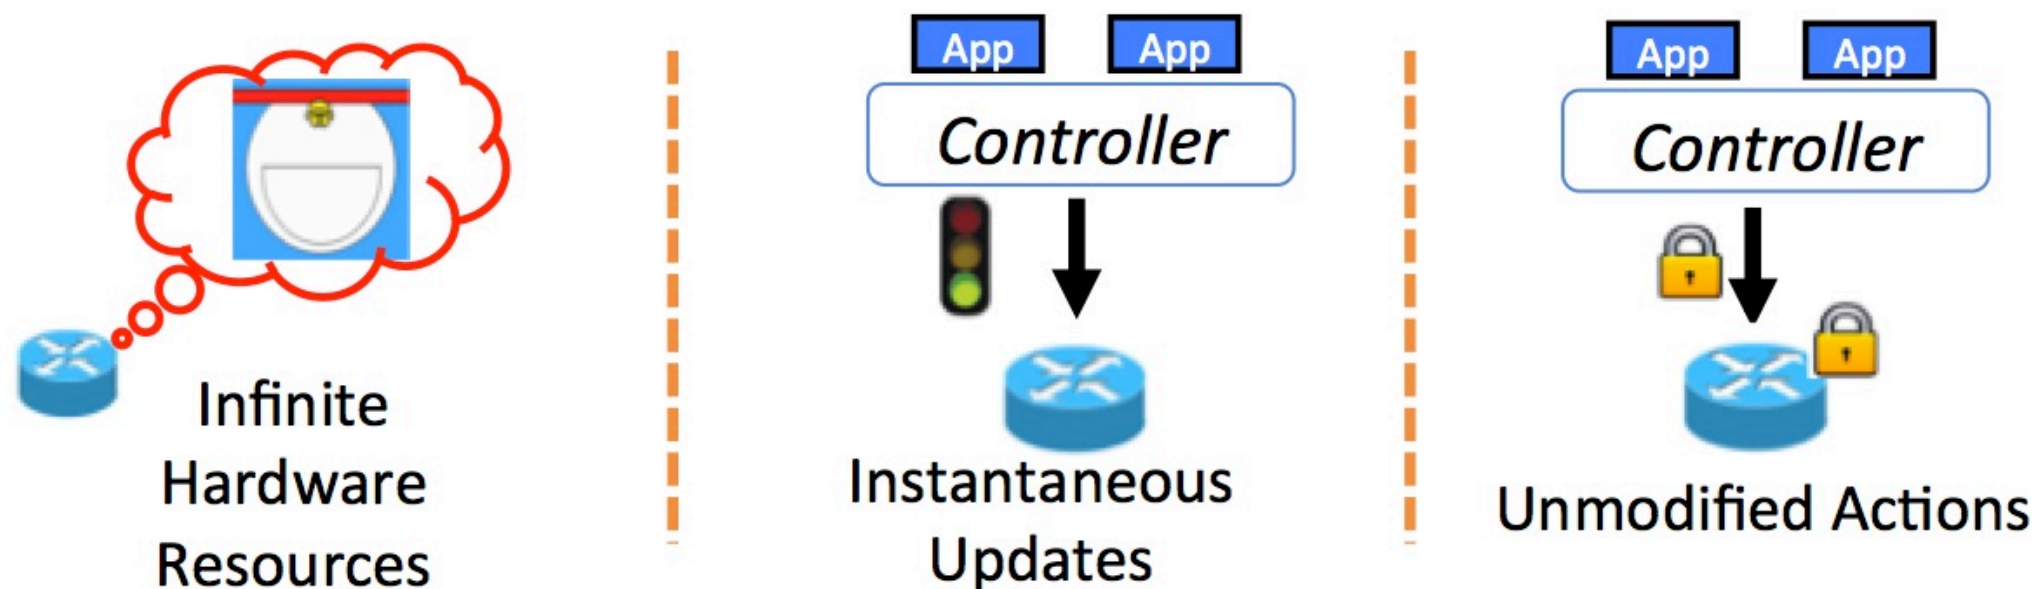 Infinite
Hardware
Resources
App App
Controller
Instantaneous
Updates
App App
Controller
Unmodified Actions